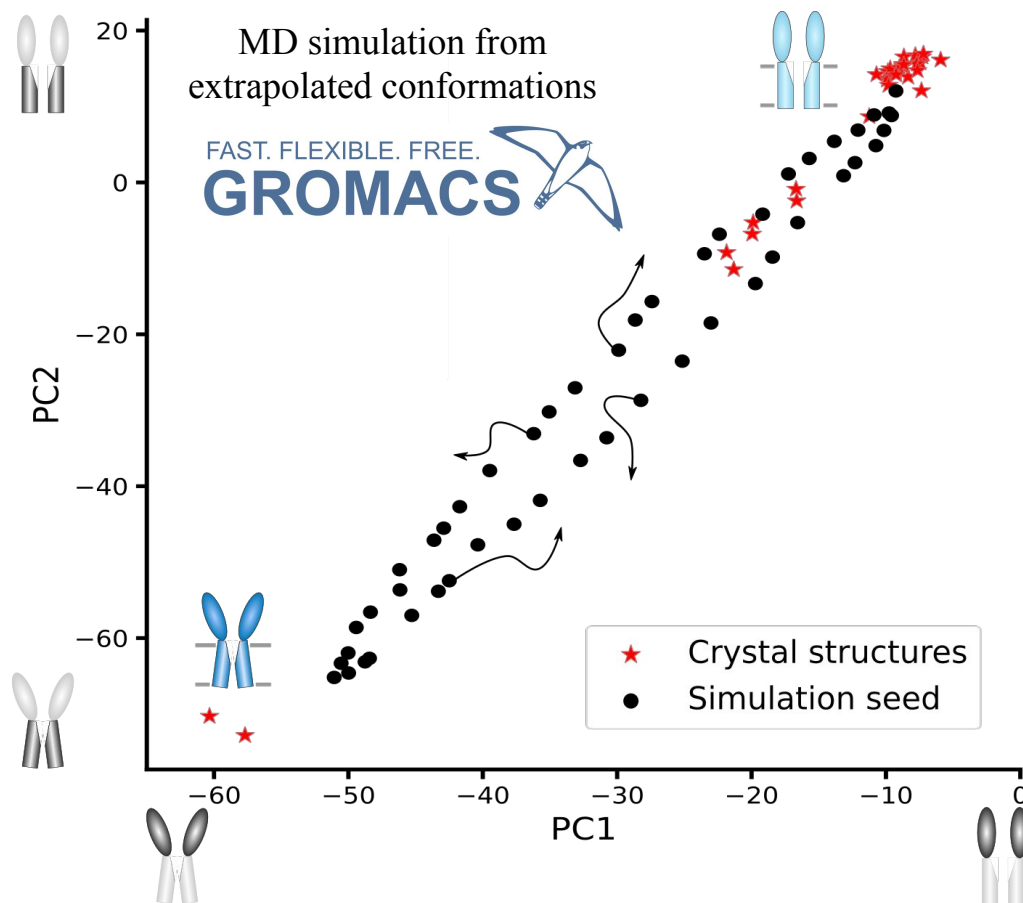 MD simulation from
extrapolated conformations
FAST. FLEXIBLE. FREE.
GROMACS
20
0
−20
−40
−60
PC2
Crystal structures
Simulation seed
−60 −50 −40 −30 −20 −10 0
PC1